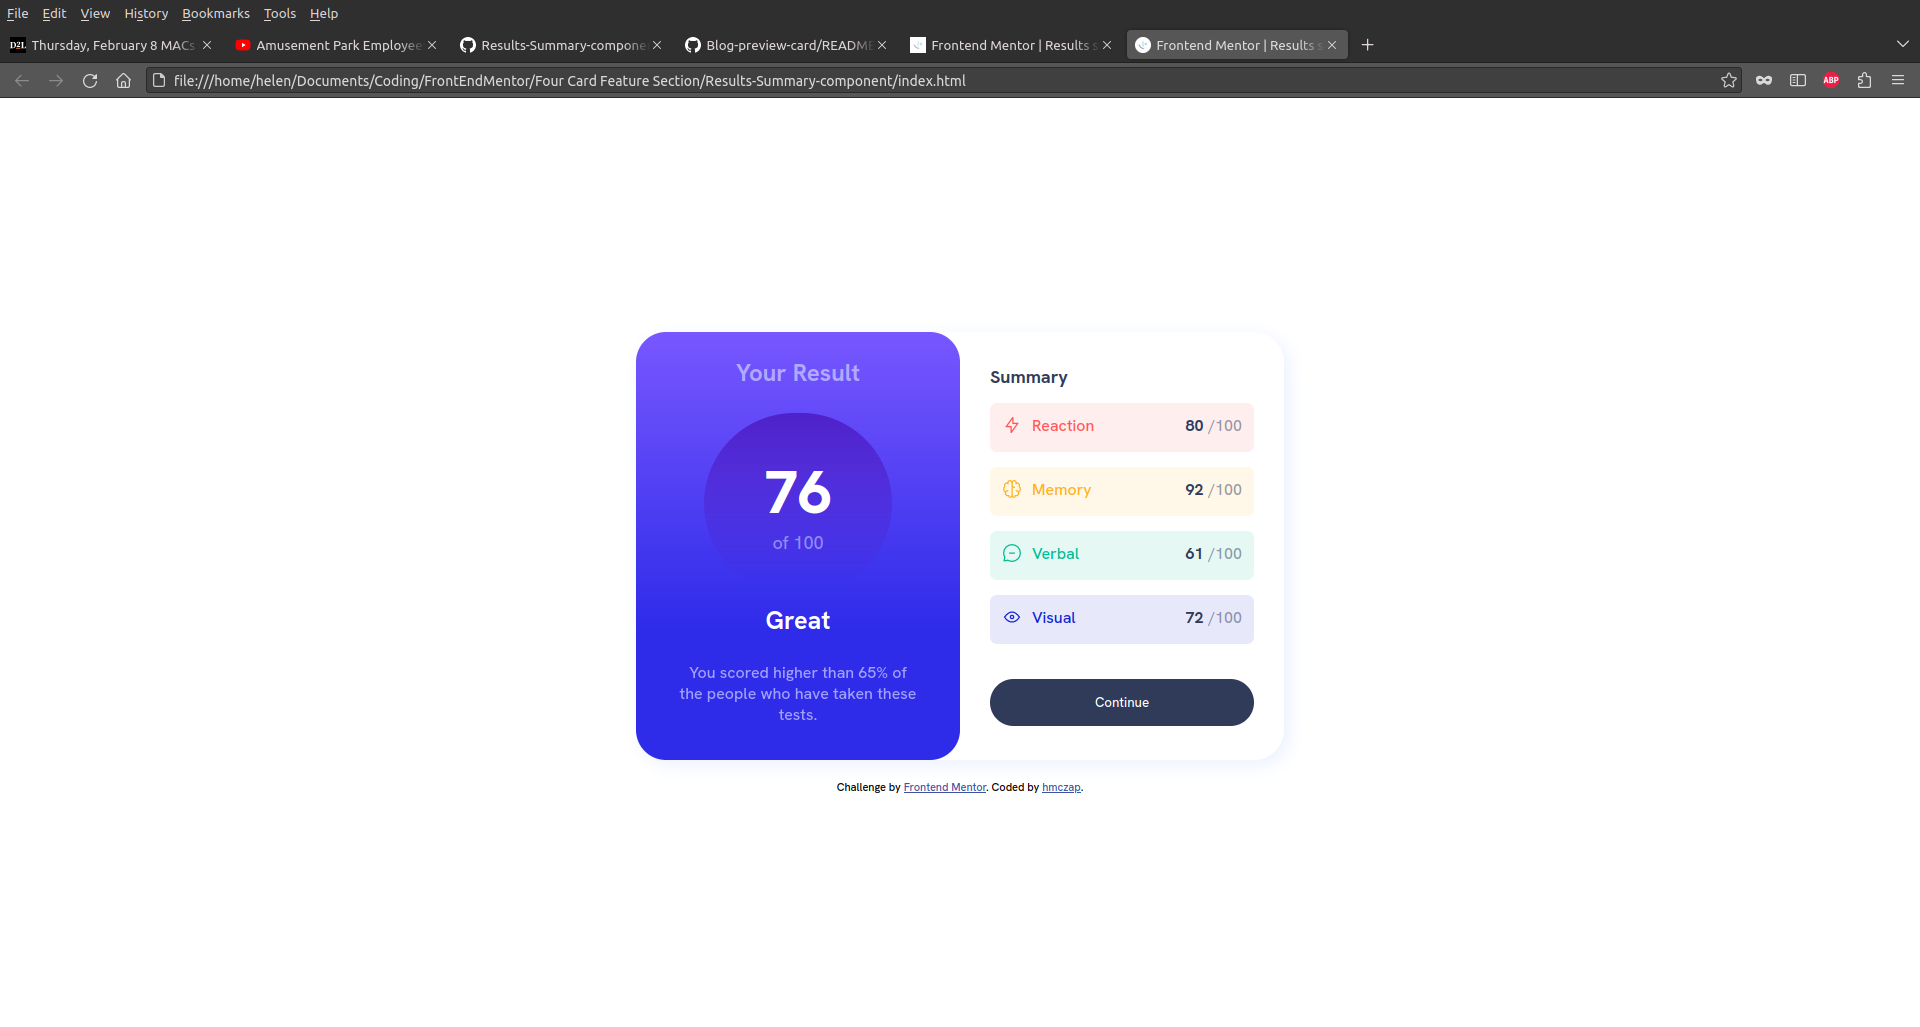 File Edit View History Bookmarks Tools Help
D2L Thursday, February 8 MACs Amusement Park Employee Results-Summary-compone Blog-preview-card/README Frontend Mentor | Results s Frontend Mentor | Results s
file:///home/helen/Documents/Coding/FrontEndMentor/Four Card Feature Section/Results-Summary-component/index.html ABP
Your Result
76
of 100
Great
You scored higher than 65% of
the people who have taken these
tests.
Summary
Reaction 80 /100
Memory 92 /100
Verbal 61 /100
Visual 72 /100
Continue
Challenge by Frontend Mentor. Coded by hmczap.